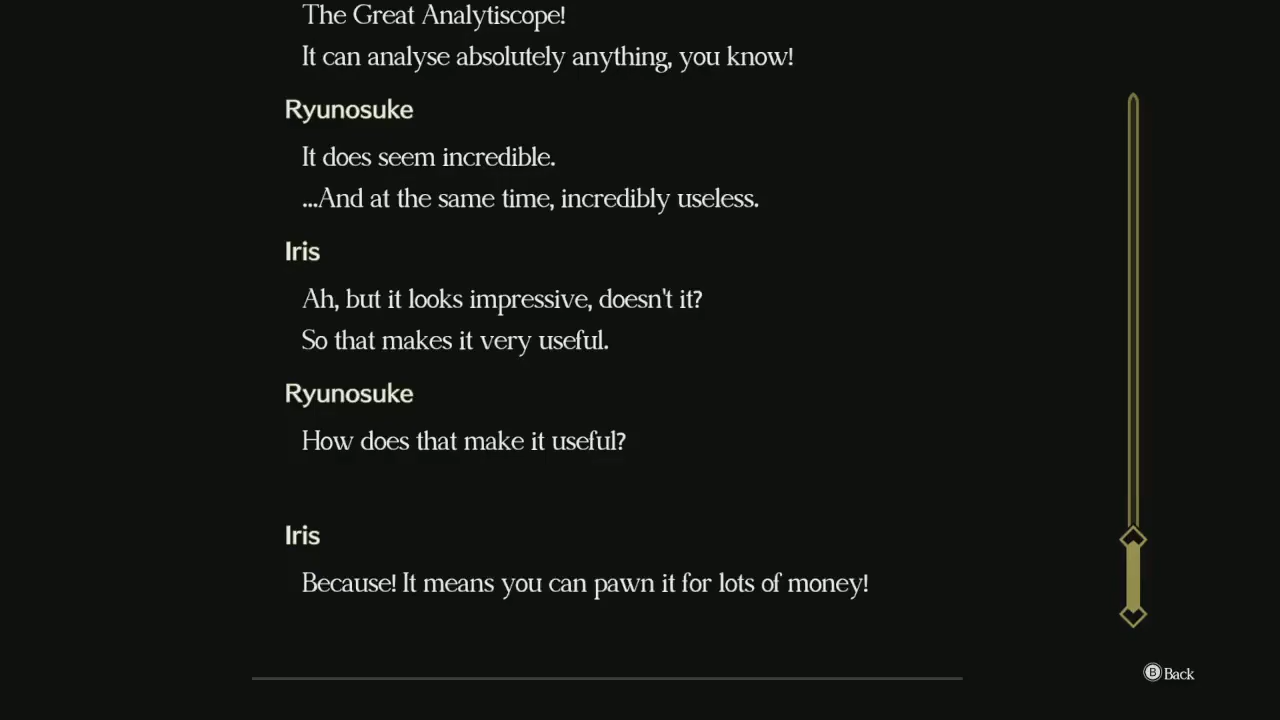 The Great Analytiscope!
It can analyse absolutely anything, you know!
Ryunosuke
It does seem incredible.
...And at the same time, incredibly useless.
Iris
Ah, but it looks impressive, doesn't it?
So that makes it very useful.
Ryunosuke
How does that make it useful?
Iris
Because! It means you can pawn it for lots of money!
B Back